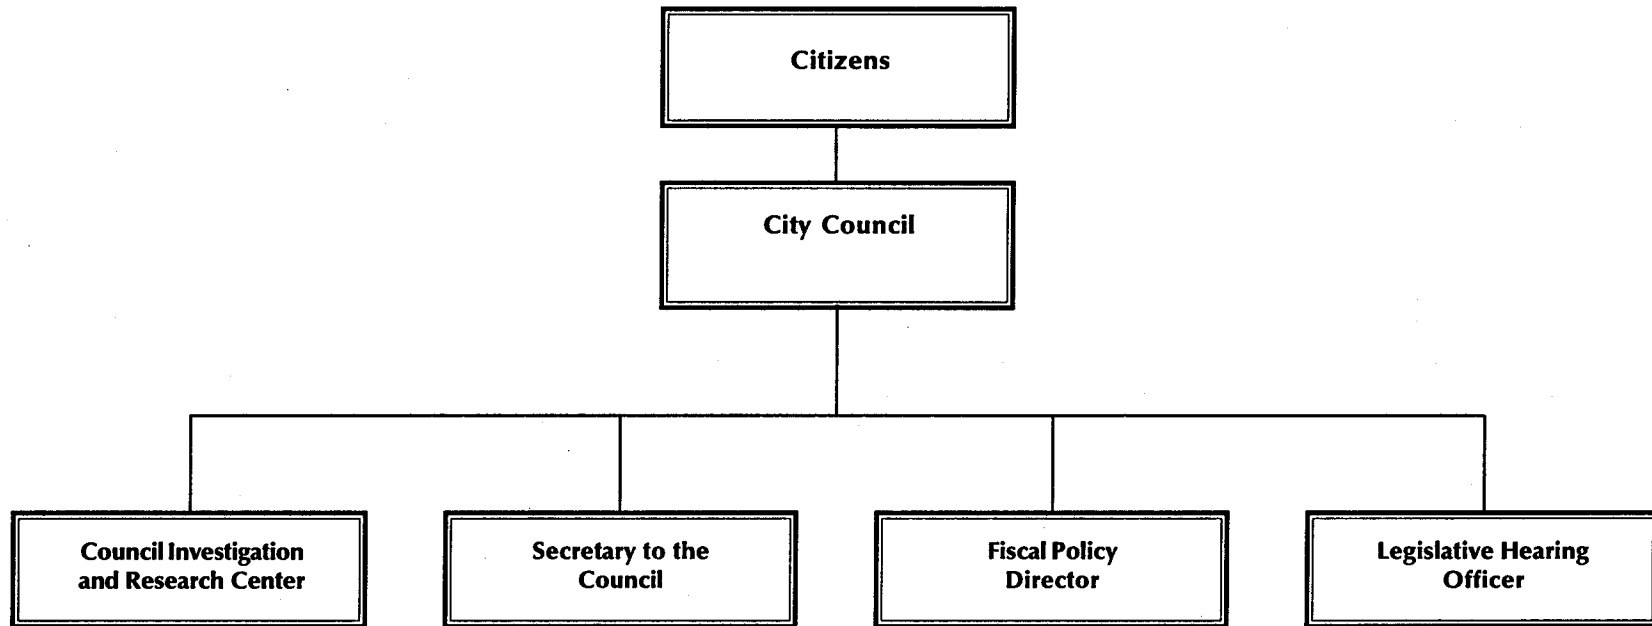 Citizens
City Council
Council Investigation
and Research Center
Secretary to the
Council
Fiscal Policy
Director
Legislative Hearing
Officer